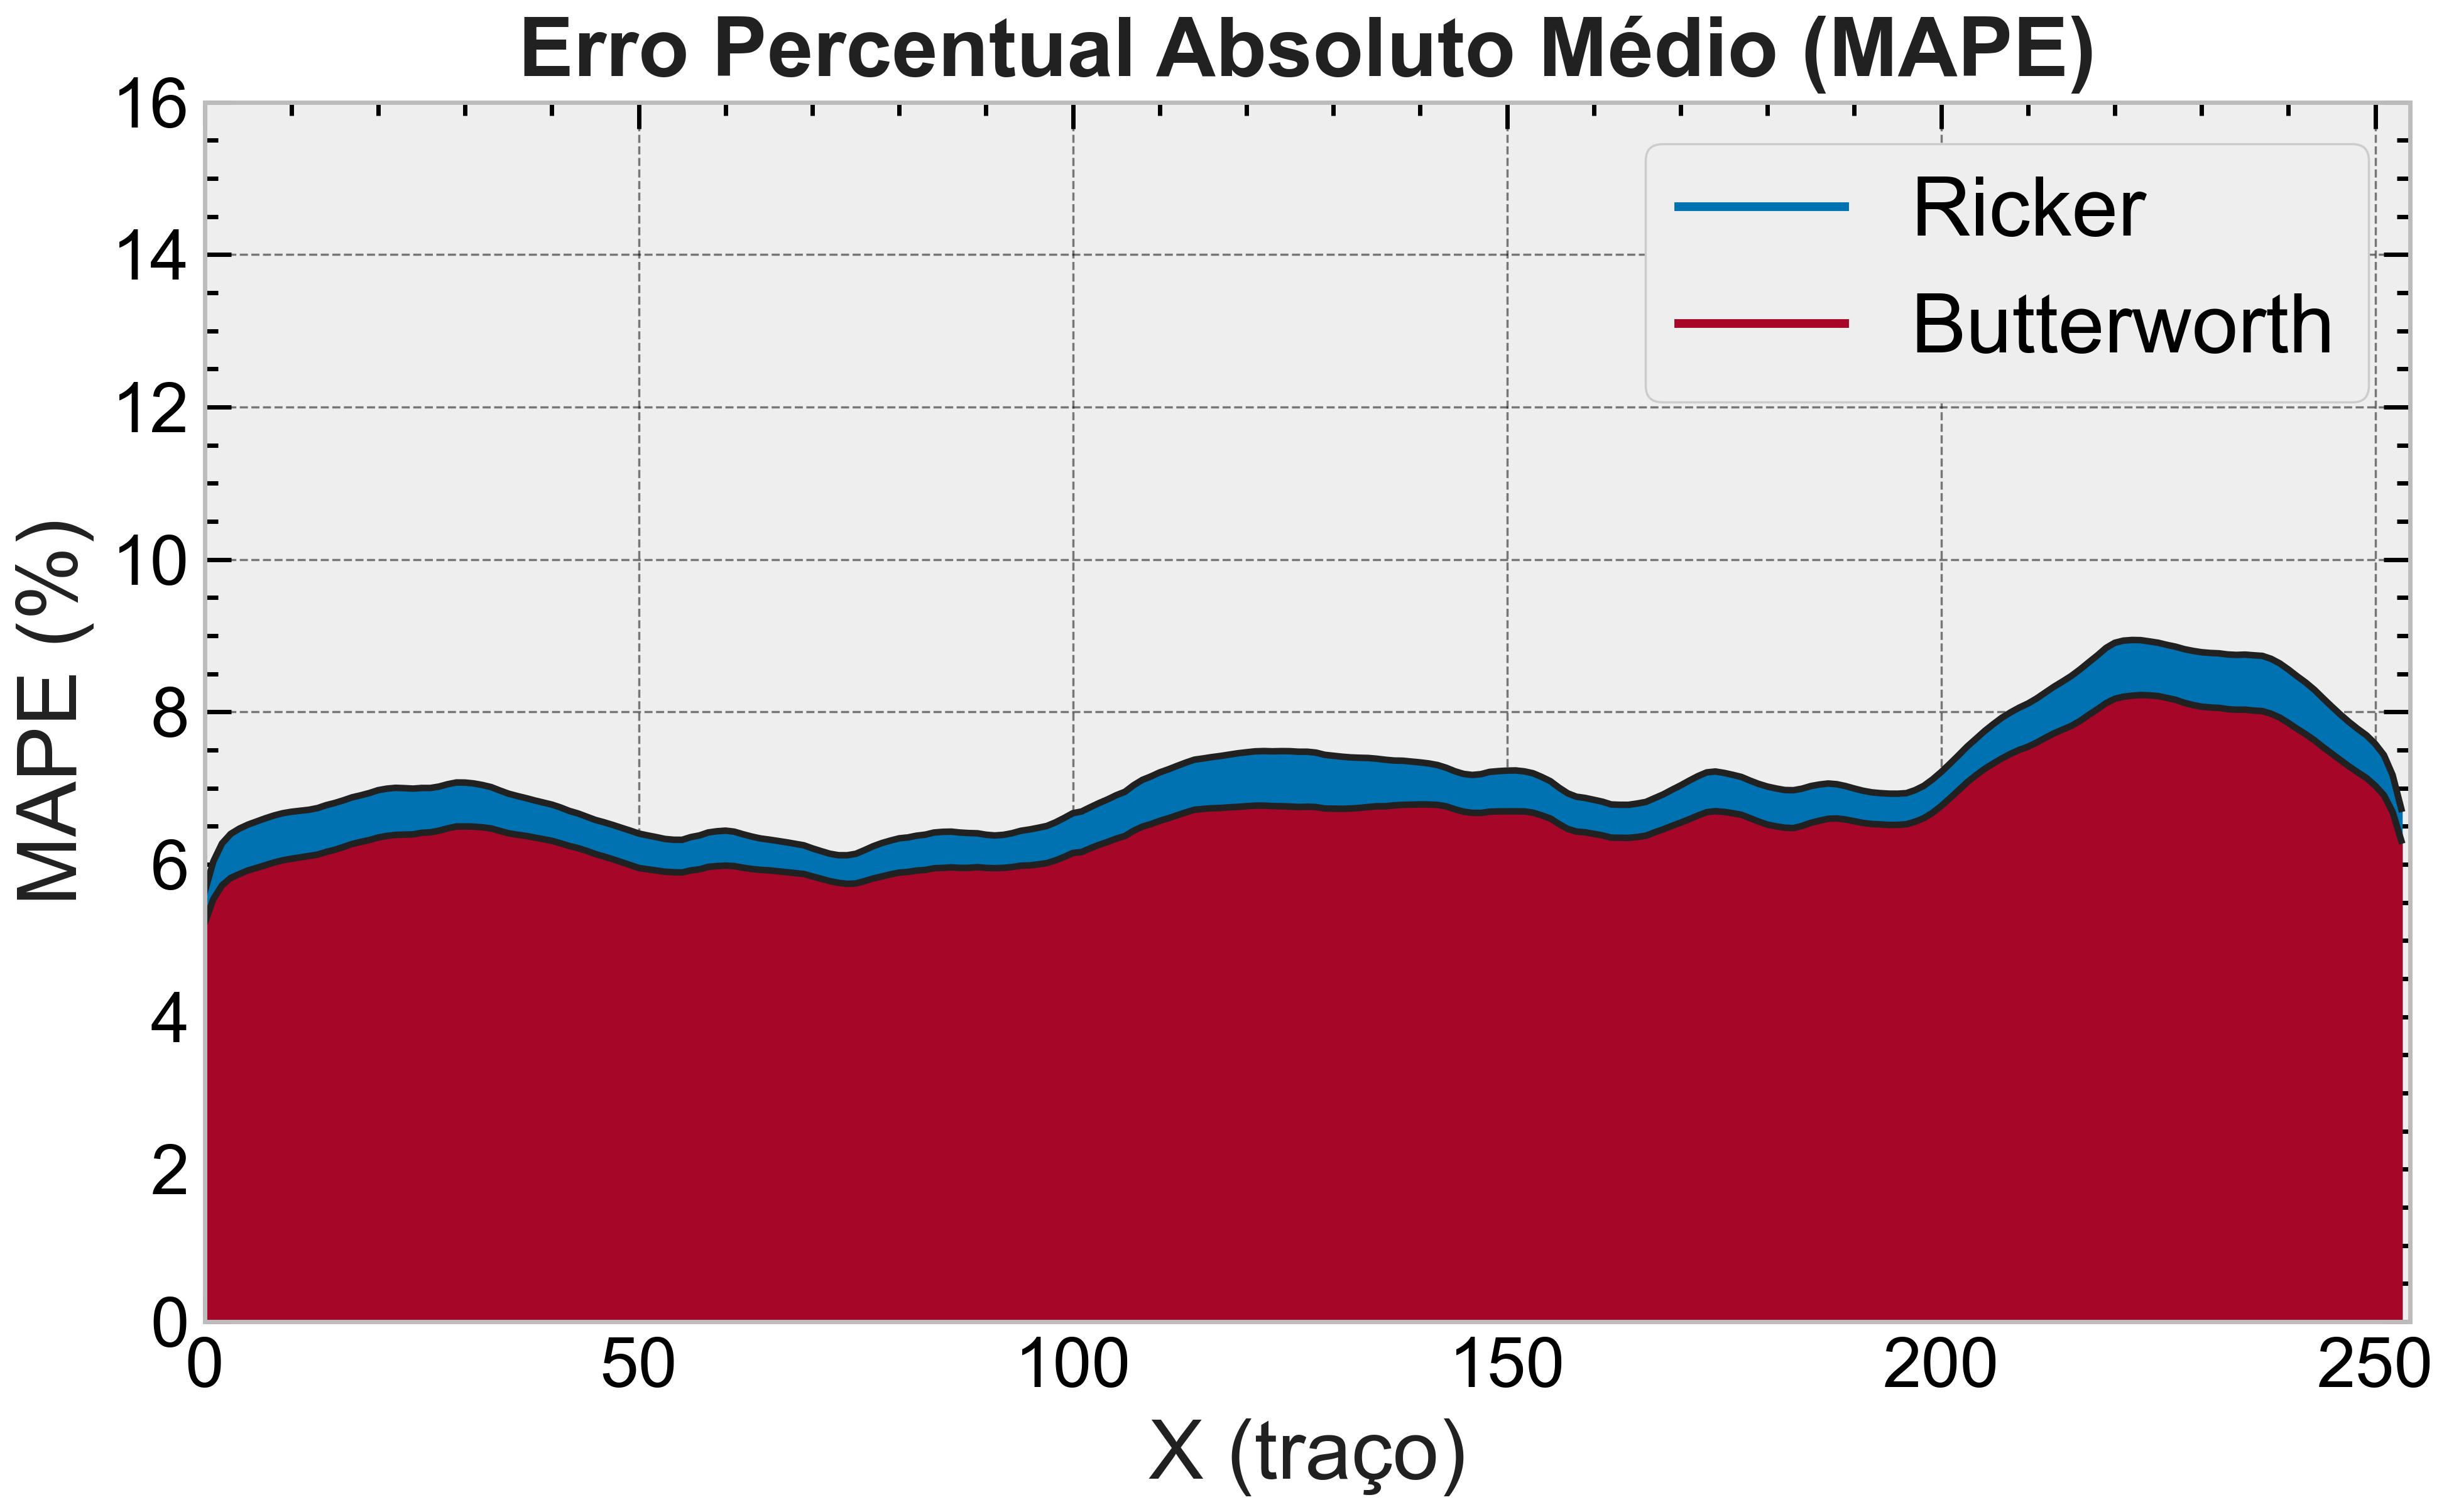 Erro Percentual Absoluto Médio (MAPE)
16
14
12
10
8
6
4
2
0
MAPE (%)
Ricker
Butterworth
0 50 100 150 200 250
X (traço)